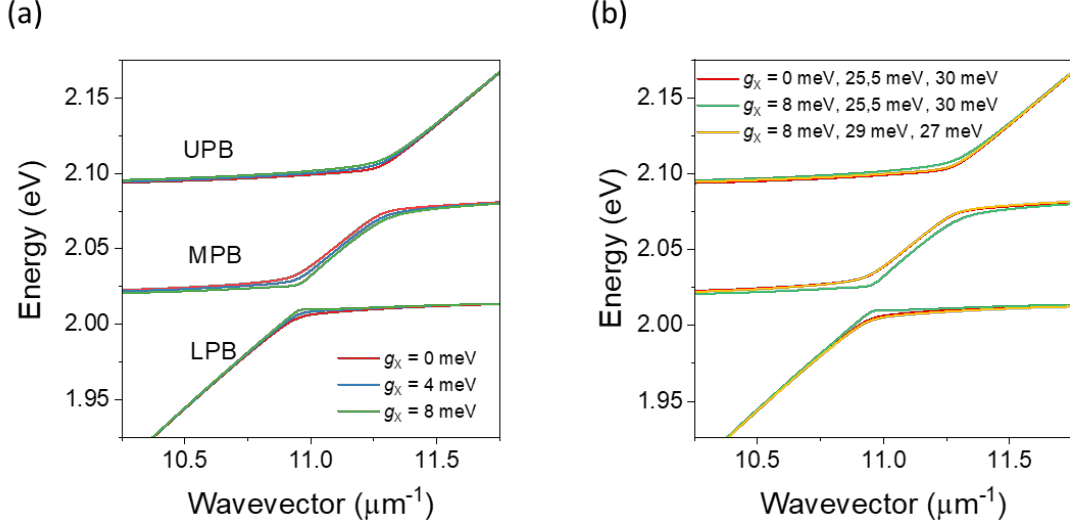 (a)
(b)
2.15
2.10
2.05
2.00
1.95
Energy (eV)
UPB
MPB
LPB
gX = 0 meV
gX = 4 meV
gX = 8 meV
10.5
11.0
11.5
Wavevector (μm⁻¹)
2.15
2.10
2.05
2.00
1.95
Energy (eV)
gX = 0 meV, 25,5 meV, 30 meV
gX = 8 meV, 25,5 meV, 30 meV
gX = 8 meV, 29 meV, 27 meV
10.5
11.0
11.5
Wavevector (μm⁻¹)